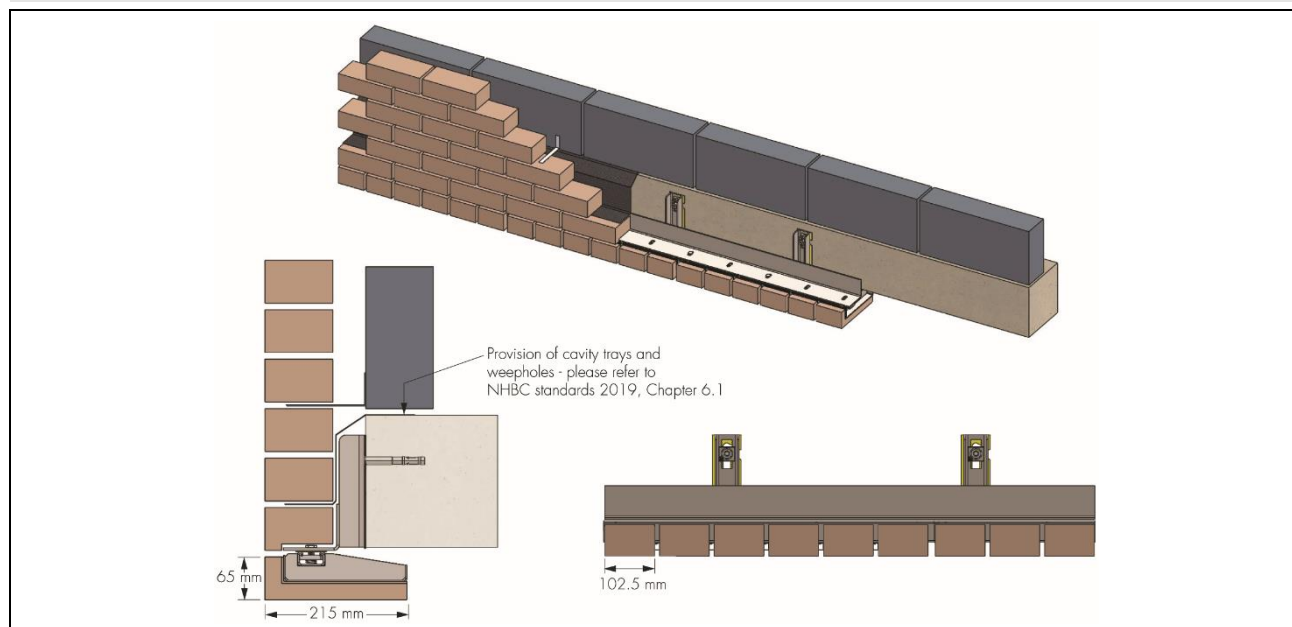 Provision of cavity trays and
weepholes - please refer to
NHBC standards 2019, Chapter 6.1
65 mm
215 mm
102.5 mm